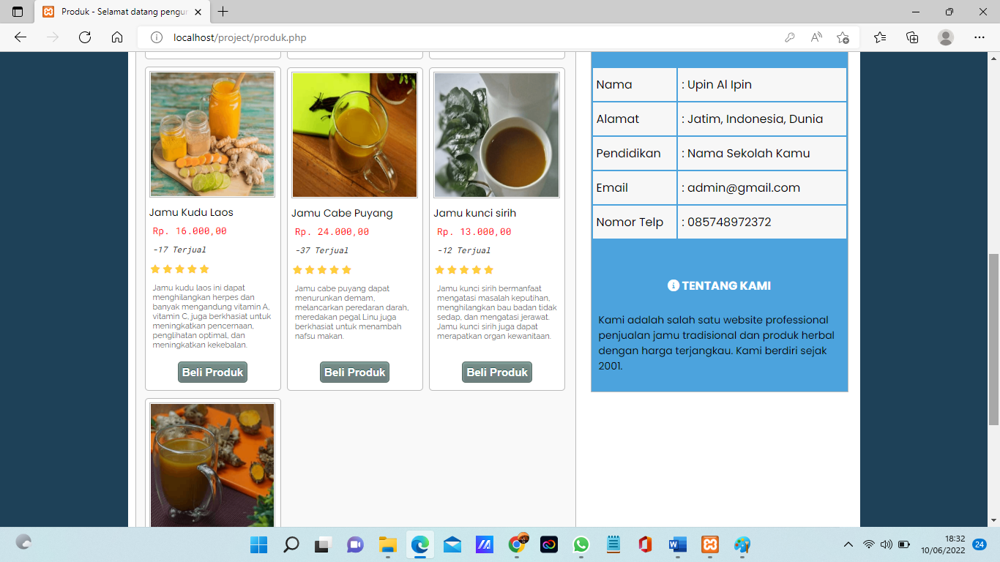 Produk - Selamat datang pengun
localhost/project/produk.php
Jamu Kudu Laos
Rp. 16.000,00
-17 Terjual
Jamu kudu laos ini dapat
menghilangkan herpes dan
banyak mengandung vitamin A,
vitamin C, juga berkhasiat untuk
meningkatkan pencernaan,
penglihatan optimal, dan
meningkatkan kekebalan.
Beli Produk
Jamu Cabe Puyang
Rp. 24.000,00
-37 Terjual
Jamu cabe puyang dapat
menurunkan demam,
melancarkan peredaran darah,
meredakan pegal Linu juga
berkhasiat untuk menambah
nafsu makan.
Beli Produk
Jamu kunci sirih
Rp. 13.000,00
-12 Terjual
Jamu kunci sirih bermanfaat
mengatasi masalah keputihan,
menghilangkan bau badan tidak
sedap, dan mengatasi jerawat.
Jamu kunci sirih juga dapat
merapatkan organ kewanitaan.
Beli Produk
Nama : Upin Al Ipin
Alamat : Jatim, Indonesia, Dunia
Pendidikan : Nama Sekolah Kamu
Email : admin@gmail.com
Nomor Telp : 085748972372
TENTANG KAMI
Kami adalah salah satu website professional
penjualan jamu tradisional dan produk herbal
dengan harga terjangkau. Kami berdiri sejak
2001.
18:32
10/06/2022
24